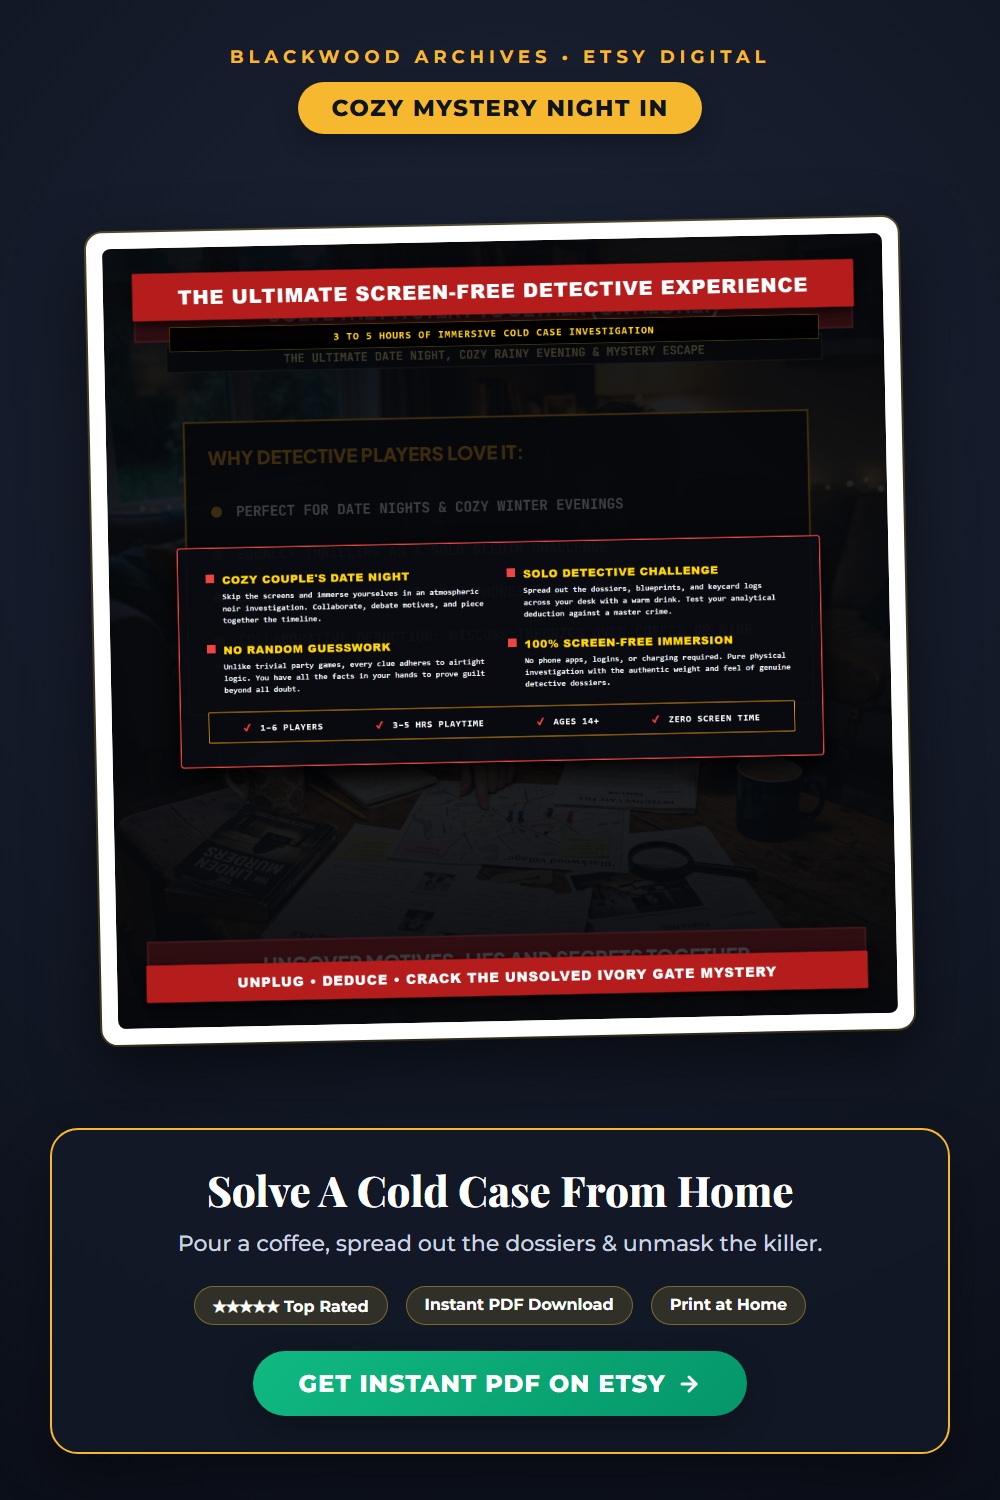 BLACKWOOD ARCHIVES • ETSY DIGITAL
COZY MYSTERY NIGHT IN
THE ULTIMATE SCREEN-FREE DETECTIVE EXPERIENCE
3 TO 5 HOURS OF IMMERSIVE COLD CASE INVESTIGATION
THE ULTIMATE DATE NIGHT, COZY RAINY EVENING & MYSTERY ESCAPE
WHY DETECTIVE PLAYERS LOVE IT:
PERFECT FOR DATE NIGHTS & COZY WINTER EVENINGS
COZY COUPLE'S DATE NIGHT
Skip the screens and immerse yourselves in an atmospheric
noir investigation. Collaborate, debate motives, and piece
together the timeline.
SOLO DETECTIVE CHALLENGE
Spread out the dossiers, blueprints, and keycard logs
across your desk with a warm drink. Test your analytical
deduction against a master crime.
NO RANDOM GUESSWORK
Unlike trivial party games, every clue adheres to airtight
logic. You have all the facts in your hands to prove guilt
beyond all doubt.
100% SCREEN-FREE IMMERSION
No phone apps, logins, or charging required. Pure physical
investigation with the authentic weight and feel of genuine
detective dossiers.
✓ 1-6 PLAYERS ✓ 3-5 HRS PLAYTIME ✓ AGES 14+ ✓ ZERO SCREEN TIME
THE LINDEN MURDERS
UNCOVER MOTIVES, LIES AND SECRETS TOGETHER
UNPLUG • DEDUCE • CRACK THE UNSOLVED IVORY GATE MYSTERY
Solve A Cold Case From Home
Pour a coffee, spread out the dossiers & unmask the killer.
★★★★★ Top Rated
Instant PDF Download
Print at Home
GET INSTANT PDF ON ETSY →